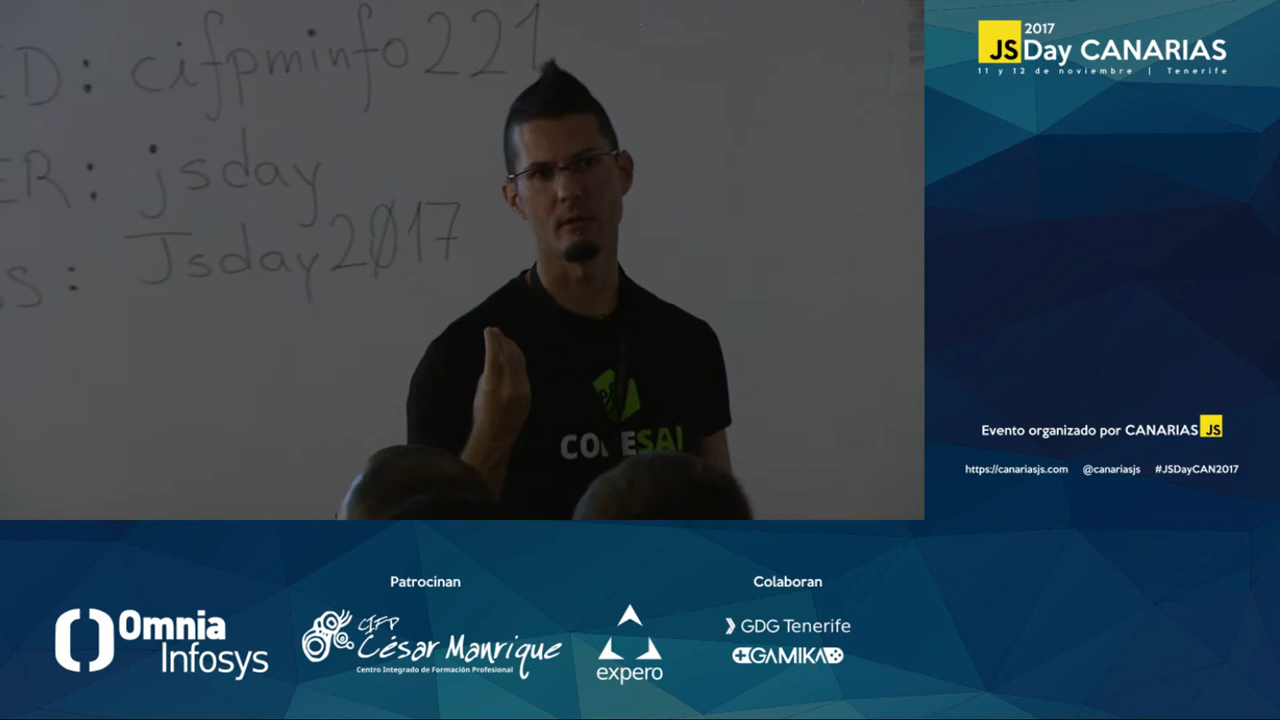 D: cifpminfo221
ER: jsday
S: Jsday2017
CO ESAI
2017
JS Day CANARIAS
11 y 12 de noviembre | Tenerife
Evento organizado por CANARIAS JS
https://canariasjs.com @canariasjs #JSDayCAN2017
Patrocinan
Colaboran
Omnia
Infosys
CIFP
César Manrique
Centro Integrado de Formación Profesional
expero
GDG Tenerife
GAMIKA